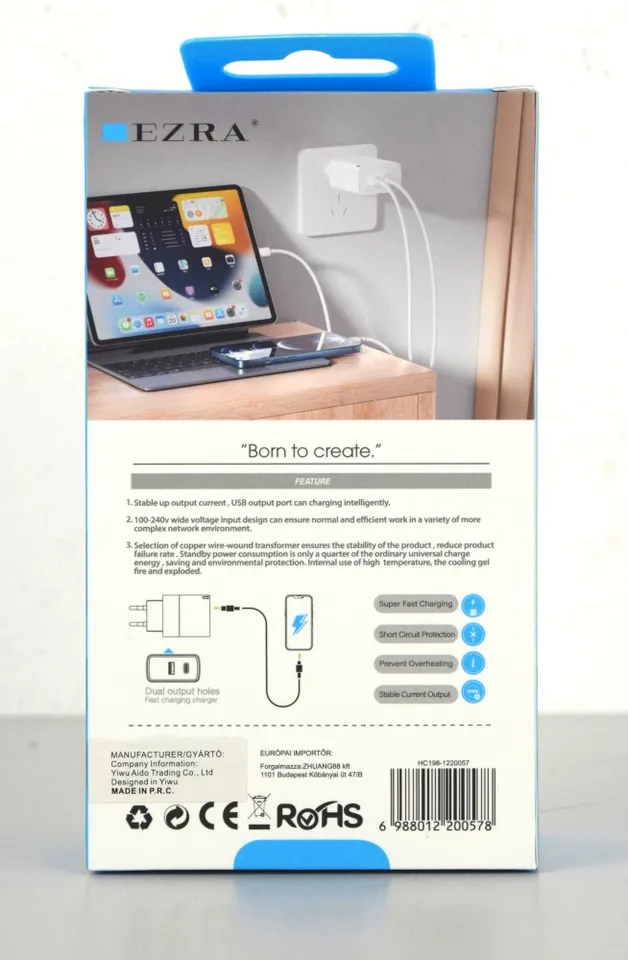 EZRA®
"Born to create."
FEATURE
1. Stable up output current , USB output port can charging intelligently.
2. 100-240v wide voltage input design can ensure normal and efficient work in a variety of more
complex network environment.
3. Selection of copper wire-wound transformer ensures the stability of the product , reduce product
failure rate . Standby power consumption is only a quarter of the ordinary universal charge
energy , saving and environmental protection. Internal use of high temperature, the cooling gel
fire and exploded.
Super Fast Charging
Short Circuit Protection
Prevent Overheating
Stable Current Output
Dual output holes
Fast charging charger
MANUFACTURER/GYÁRTÓ:
Company Information:
Yiwu Aido Trading Co., Ltd
Designed in Yiwu
MADE IN P.R.C.
EURÓPAI IMPORTŐR:
Forgalmazza:ZHUANG88 kft
1101 Budapest Kőbányai út 47/B
HC198-1220057
CE
RoHS
6 988012 200578